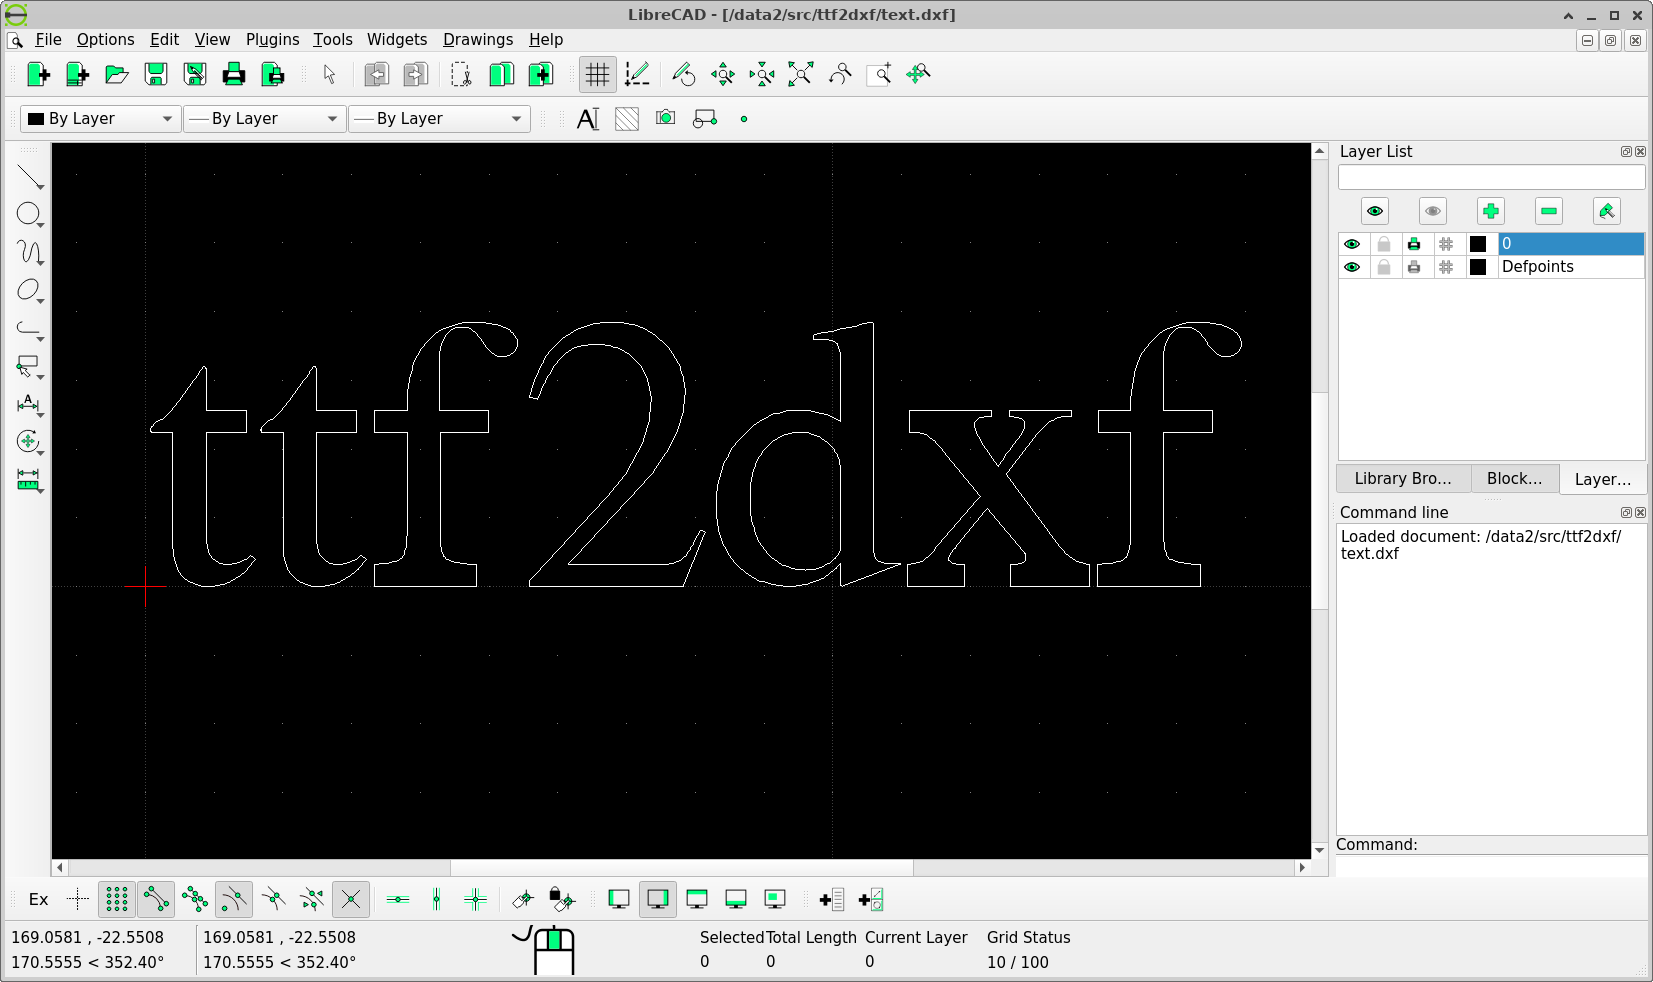 LibreCAD - [/data2/src/ttf2dxf/text.dxf]
File Options Edit View Plugins Tools Widgets Drawings Help
By Layer By Layer By Layer A
Layer List
0
Defpoints
ttf2dxf
A
Library Bro... Block... Layer...
Command line
Loaded document: /data2/src/ttf2dxf/
text.dxf
Command:
Ex
169.0581 , -22.5508 169.0581 , -22.5508 Selected Total Length Current Layer Grid Status
170.5555 < 352.40° 170.5555 < 352.40° 0 0 0 10 / 100